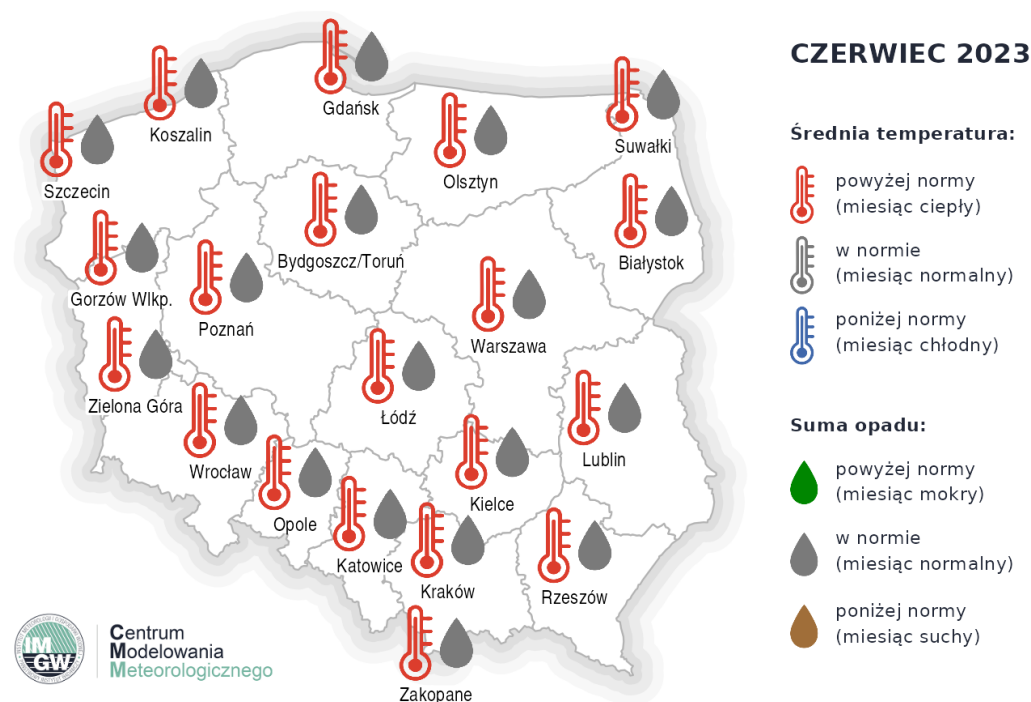 CZERWIEC 2023
Gdańsk
Koszalin
Suwałki
Szczecin
Olsztyn
Bydgoszcz/Toruń
Białystok
Gorzów Wlkp.
Poznań
Warszawa
Zielona Góra
Łódź
Wrocław
Lublin
Opole
Kielce
Katowice
Kraków
Rzeszów
Zakopane
Średnia temperatura:
powyżej normy
(miesiąc ciepły)
w normie
(miesiąc normalny)
poniżej normy
(miesiąc chłodny)
Suma opadu:
powyżej normy
(miesiąc mokry)
w normie
(miesiąc normalny)
poniżej normy
(miesiąc suchy)
IM
GW
Centrum
Modelowania
Meteorologicznego